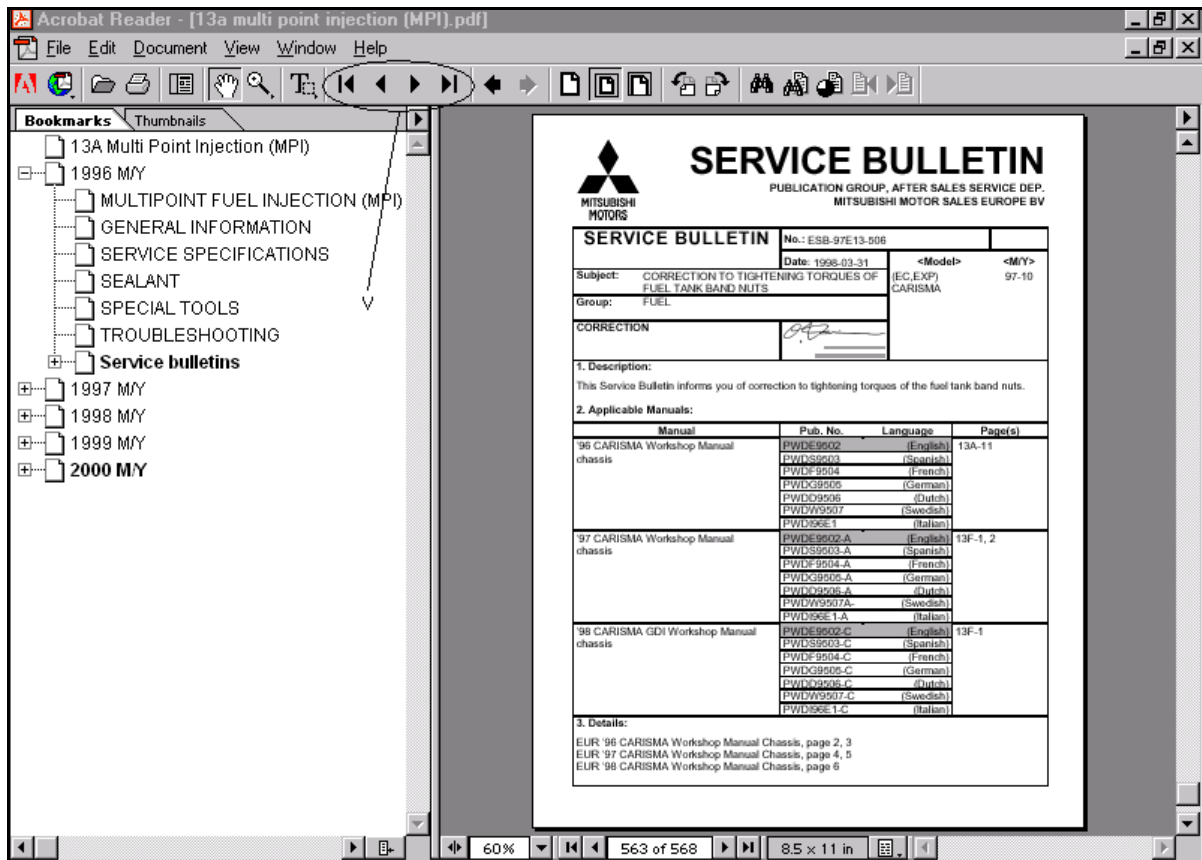 Acrobat Reader - [13a multi point injection (MPI).pdf]
File Edit Document View Window Help
Bookmarks Thumbnails
13A Multi Point Injection (MPI)
1996 M/Y
MULTIPOINT FUEL INJECTION (MPI)
GENERAL INFORMATION
SERVICE SPECIFICATIONS
SEALANT
SPECIAL TOOLS
TROUBLESHOOTING
Service bulletins
1997 M/Y
1998 M/Y
1999 M/Y
2000 M/Y
MITSUBISHI
MOTORS
SERVICE BULLETIN
PUBLICATION GROUP, AFTER SALES SERVICE DEP.
MITSUBISHI MOTOR SALES EUROPE BV
SERVICE BULLETIN No.: ESB-97E13-506
Date: 1998-03-31 <Model> <M/Y>
Subject: CORRECTION TO TIGHTENING TORQUES OF (EC,EXP) 97-10
FUEL TANK BAND NUTS CARISMA
Group: FUEL
CORRECTION
1. Description:
This Service Bulletin informs you of correction to tightening torques of the fuel tank band nuts.
2. Applicable Manuals:
Manual Pub. No. Language Page(s)
'96 CARISMA Workshop Manual PWDE9502 (English) 13A-11
chassis PWDS9503 (Spanish)
PWDF9504 (French)
PWDG9505 (German)
PWDD9506 (Dutch)
PWDW9507 (Swedish)
PWDI96E1 (Italian)
'97 CARISMA Workshop Manual PWDE9502-A (English) 13F-1, 2
chassis PWDS9503-A (Spanish)
PWDF9504-A (French)
PWDG9505-A (German)
PWDD9506-A (Dutch)
PWDW9507A- (Swedish)
PWDI96E1-A (Italian)
'98 CARISMA GDI Workshop Manual PWDE9502-C (English) 13F-1
chassis PWDS9503-C (Spanish)
PWDF9504-C (French)
PWDG9505-C (German)
PWDD9506-C (Dutch)
PWDW9507-C (Swedish)
PWDI96E1-C (Italian)
3. Details:
EUR '96 CARISMA Workshop Manual Chassis, page 2, 3
EUR '97 CARISMA Workshop Manual Chassis, page 4, 5
EUR '98 CARISMA Workshop Manual Chassis, page 6
60% 563 of 568 8.5 x 11 in